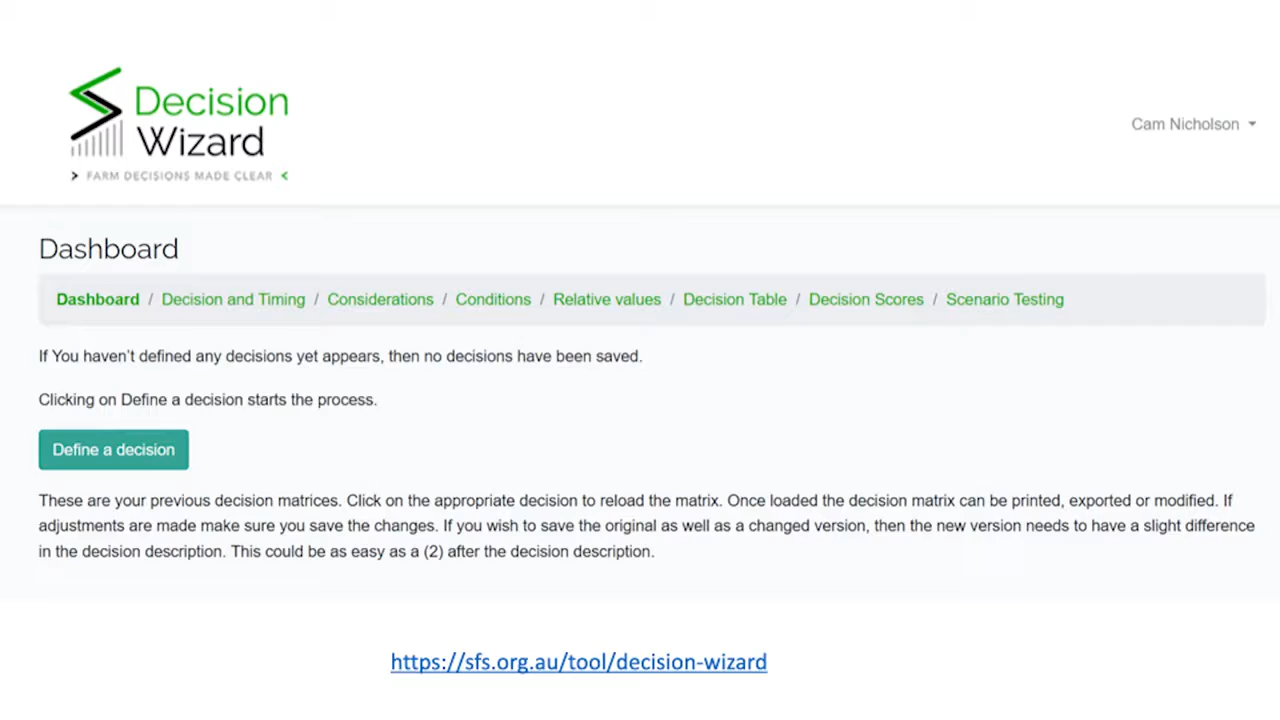 Decision
Wizard
> FARM DECISIONS MADE CLEAR <
Cam Nicholson
Dashboard
Dashboard / Decision and Timing / Considerations / Conditions / Relative values / Decision Table / Decision Scores / Scenario Testing
If You haven't defined any decisions yet appears, then no decisions have been saved.
Clicking on Define a decision starts the process.
Define a decision
These are your previous decision matrices. Click on the appropriate decision to reload the matrix. Once loaded the decision matrix can be printed, exported or modified. If
adjustments are made make sure you save the changes. If you wish to save the original as well as a changed version, then the new version needs to have a slight difference
in the decision description. This could be as easy as a (2) after the decision description.
https://sfs.org.au/tool/decision-wizard